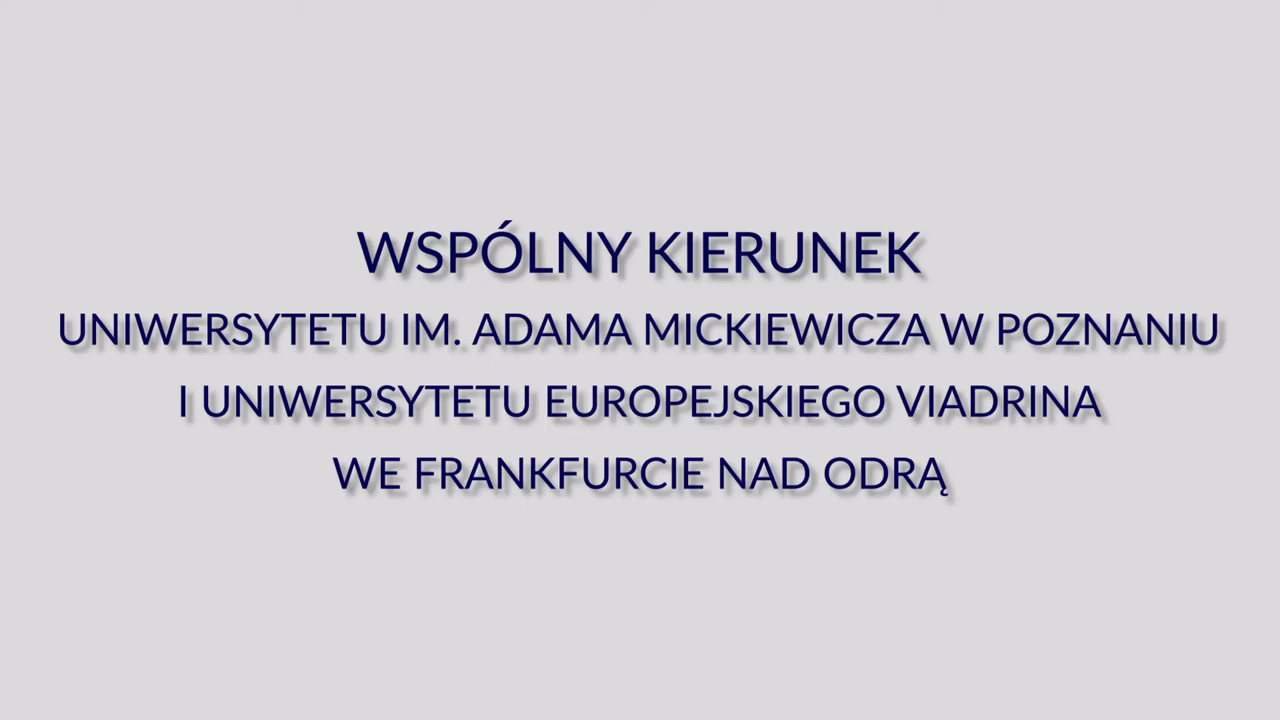 WSPÓLNY KIERUNEK
UNIWERSYTETU IM. ADAMA MICKIEWICZA W POZNANIU
I UNIWERSYTETU EUROPEJSKIEGO VIADRINA
WE FRANKFURCIE NAD ODRĄ